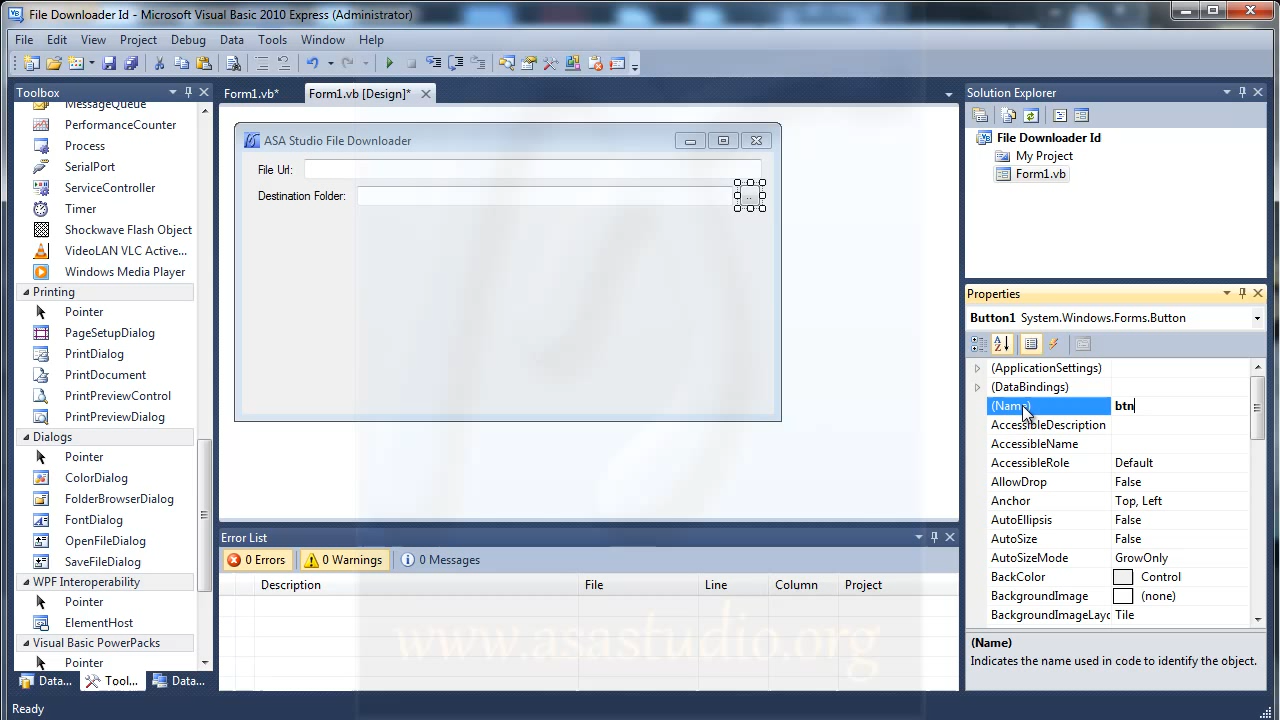 File Downloader Id - Microsoft Visual Basic 2010 Express (Administrator)
File Edit View Project Debug Data Tools Window Help
Toolbox
MessageQueue
PerformanceCounter
Process
SerialPort
ServiceController
Timer
Shockwave Flash Object
VideoLAN VLC Active...
Windows Media Player
Printing
Pointer
PageSetupDialog
PrintDialog
PrintDocument
PrintPreviewControl
PrintPreviewDialog
Dialogs
Pointer
ColorDialog
FolderBrowserDialog
FontDialog
OpenFileDialog
SaveFileDialog
WPF Interoperability
Pointer
ElementHost
Visual Basic PowerPacks
Pointer
Data... Tool... Data...
Form1.vb* Form1.vb [Design]*
ASA Studio File Downloader
File Url:
Destination Folder: ..
Error List
0 Errors 0 Warnings 0 Messages
Description File Line Column Project
www.asastudio.org
Solution Explorer
File Downloader Id
My Project
Form1.vb
Properties
Button1 System.Windows.Forms.Button
(ApplicationSettings)
(DataBindings)
(Name) btn
AccessibleDescription
AccessibleName
AccessibleRole Default
AllowDrop False
Anchor Top, Left
AutoEllipsis False
AutoSize False
AutoSizeMode GrowOnly
BackColor Control
BackgroundImage (none)
BackgroundImageLayo Tile
(Name)
Indicates the name used in code to identify the object.
Ready